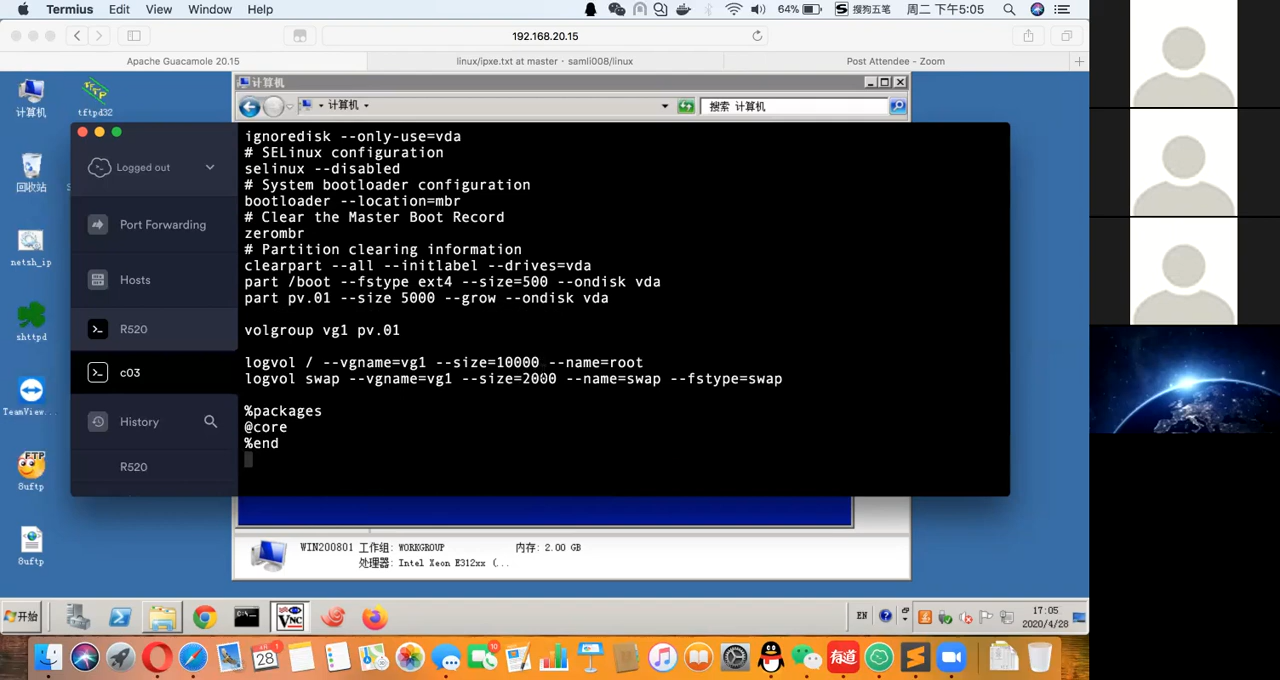 Termius Edit View Window Help
64% 搜狗五笔 周二 下午5:05
192.168.20.15
Apache Guacamole 20.15
linux/ipxe.txt at master · samli008/linux
Post Attendee - Zoom
计算机
tftpd32
计算机
计算机
搜索 计算机
回收站
netsh_ip
shttpd
TeamView...
8uftp
8uftp
Logged out
Port Forwarding
Hosts
R520
c03
History
R520
ignoredisk --only-use=vda
# SELinux configuration
selinux --disabled
# System bootloader configuration
bootloader --location=mbr
# Clear the Master Boot Record
zerombr
# Partition clearing information
clearpart --all --initlabel --drives=vda
part /boot --fstype ext4 --size=500 --ondisk vda
part pv.01 --size 5000 --grow --ondisk vda
volgroup vg1 pv.01
logvol / --vgname=vg1 --size=10000 --name=root
logvol swap --vgname=vg1 --size=2000 --name=swap --fstype=swap
%packages
@core
%end
WIN200801 工作组: WORKGROUP 内存: 2.00 GB
处理器: Intel Xeon E312xx (...
开始
VNC
EN
17:05
2020/4/28
28
10
有道